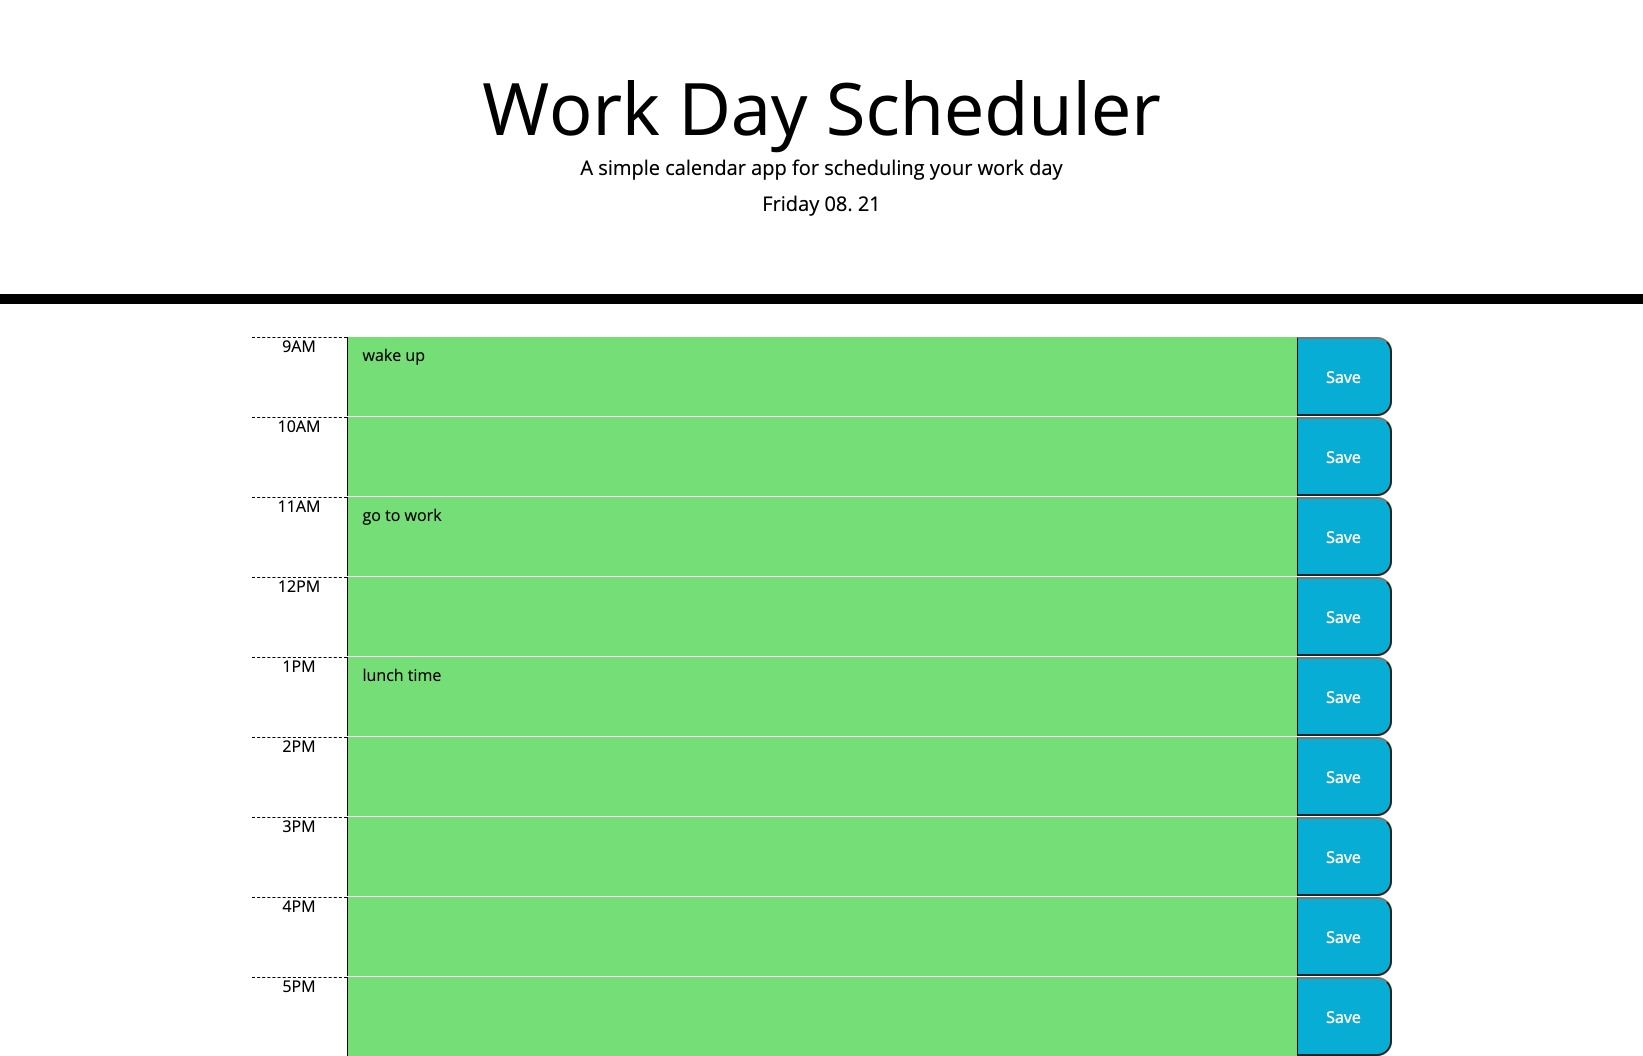 Work Day Scheduler
A simple calendar app for scheduling your work day
Friday 08. 21
9AM wake up Save
10AM Save
11AM go to work Save
12PM Save
1PM lunch time Save
2PM Save
3PM Save
4PM Save
5PM Save